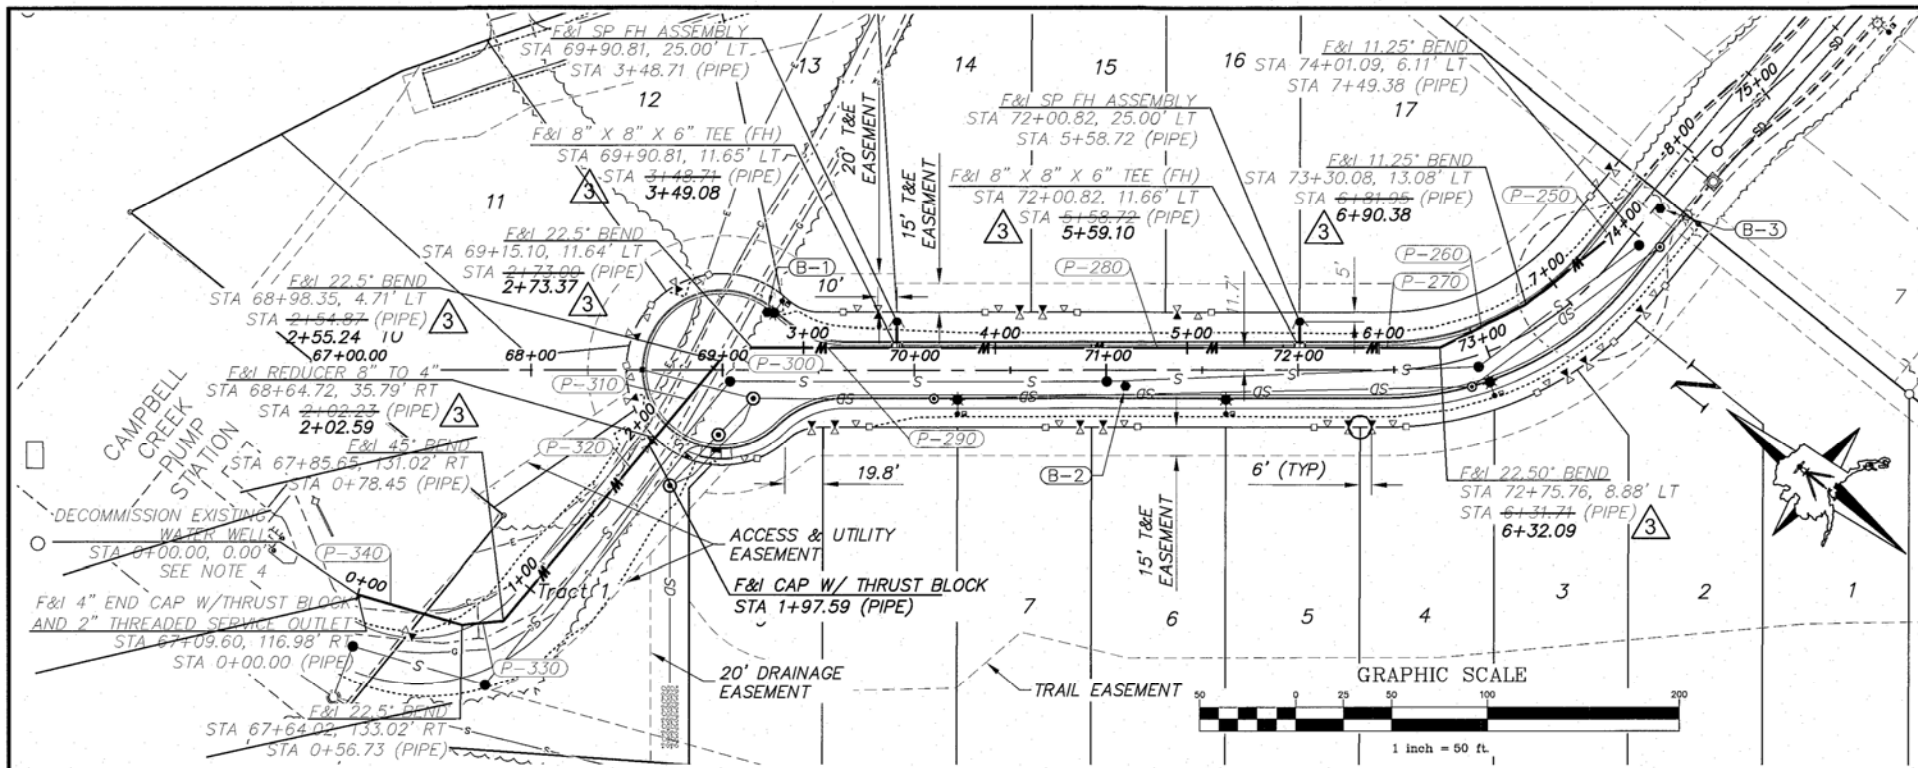 F&I SP FH ASSEMBLY
STA 69+90.81, 25.00' LT
STA 3+48.71 (PIPE)
13
14
15
16
17
12
11
10
F&I 11.25° BEND
STA 74+01.09, 6.11' LT
STA 7+49.38 (PIPE)
75+00
SD
SD
8+00
20' T&E
EASEMENT
15' T&E
EASEMENT
F&I SP FH ASSEMBLY
STA 72+00.82, 25.00' LT
STA 5+58.72 (PIPE)
F&I 8" X 8" X 6" TEE (FH)
STA 69+90.81, 11.65' LT
STA 3+48.71 (PIPE)
3+49.08
3
F&I 8" X 8" X 6" TEE (FH)
STA 72+00.82, 11.66' LT
STA 5+58.72 (PIPE)
5+59.10
3
F&I 11.25° BEND
STA 73+30.08, 13.08' LT
STA 6+81.95 (PIPE)
6+90.38
3
P-250
B-3
74+00
F&I 22.5° BEND
STA 69+15.10, 11.64' LT
STA 2+73.00 (PIPE)
2+73.37
3
B-1
10'
P-280
11.7'
5'
P-260
P-270
7+00
F&I 22.5° BEND
STA 68+98.35, 4.71' LT
STA 2+54.87 (PIPE)
2+55.24
3
67+00.00
68+00
69+00
70+00
71+00
72+00
73+00
3+00
4+00
5+00
6+00
W
W
W
W
P-300
P-310
S
S
S
S
SD
SD
SD
SD
F&I REDUCER 8" TO 4"
STA 68+64.72, 35.79' RT
STA 2+02.23 (PIPE)
2+02.59
3
2+00
CAMPBELL
CREEK
PUMP
STATION
F&I 45° BEND
STA 67+85.65, 131.02' RT
STA 0+78.45 (PIPE)
P-320
P-290
19.8'
B-2
15' T&E
EASEMENT
6' (TYP)
F&I 22.50° BEND
STA 72+75.76, 8.88' LT
STA 6+31.71 (PIPE)
6+32.09
3
DECOMMISSION EXISTING
WATER WELL
STA 0+00.00, 0.00'
SEE NOTE 4
P-340
0+00
1+00
W
W
Tract 1
ACCESS & UTILITY
EASEMENT
F&I CAP W/ THRUST BLOCK
STA 1+97.59 (PIPE)
F&I 4" END CAP W/THRUST BLOCK
AND 2" THREADED SERVICE OUTLET
STA 67+09.60, 116.98' RT
STA 0+00.00 (PIPE)
P-330
7
6
5
4
3
2
1
7
20' DRAINAGE
EASEMENT
TRAIL EASEMENT
F&I 22.5° BEND
STA 67+64.02, 133.02' RT
STA 0+56.73 (PIPE)
GRAPHIC SCALE
50 0 25 50 100 200
1 inch = 50 ft.